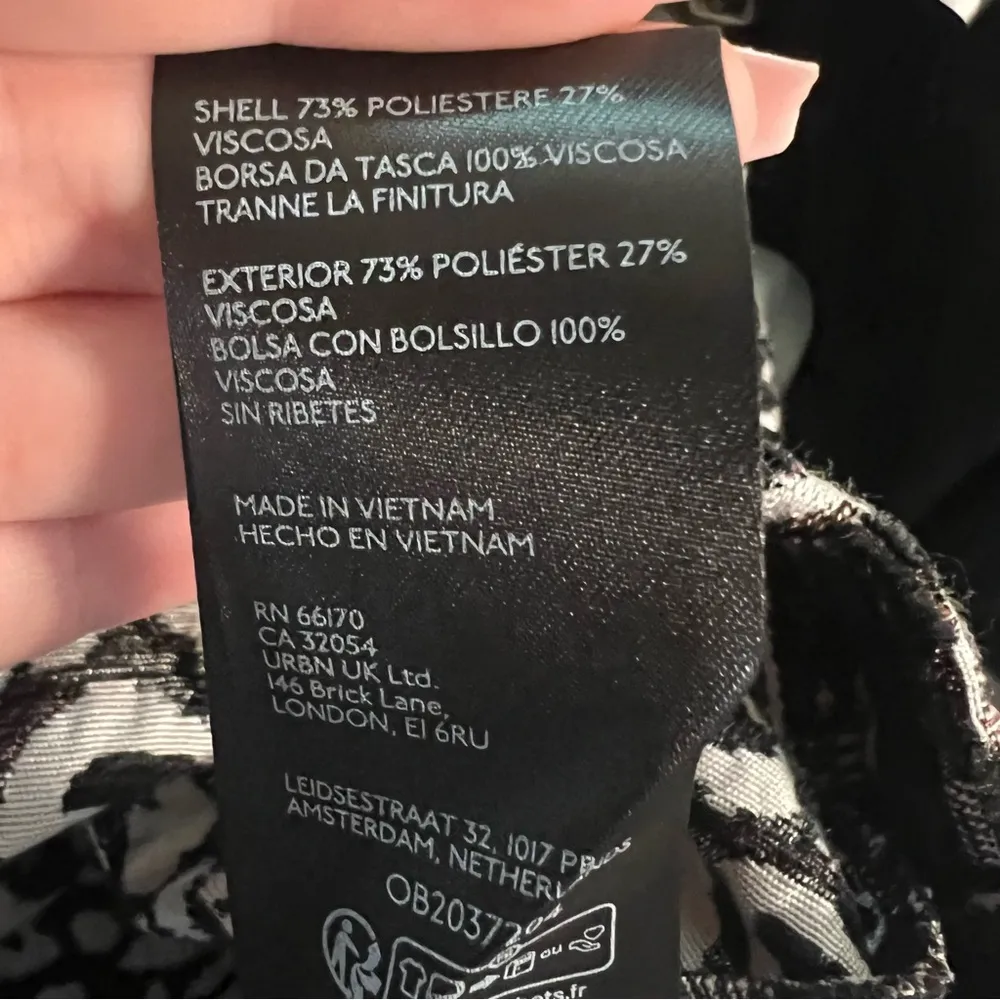 SHELL 73% POLIESTERE 27%
VISCOSA
BORSA DA TASCA 100% VISCOSA
TRANNE LA FINITURA
EXTERIOR 73% POLIÉSTER 27%
VISCOSA
BOLSA CON BOLSILLO 100%
VISCOSA
SIN RIBETES
MADE IN VIETNAM
HECHO EN VIETNAM
RN 66170
CA 32054
URBN UK Ltd.
146 Brick Lane,
LONDON, E1 6RU
LEIDSESTRAAT 32, 1017 PB
AMSTERDAM,
ou